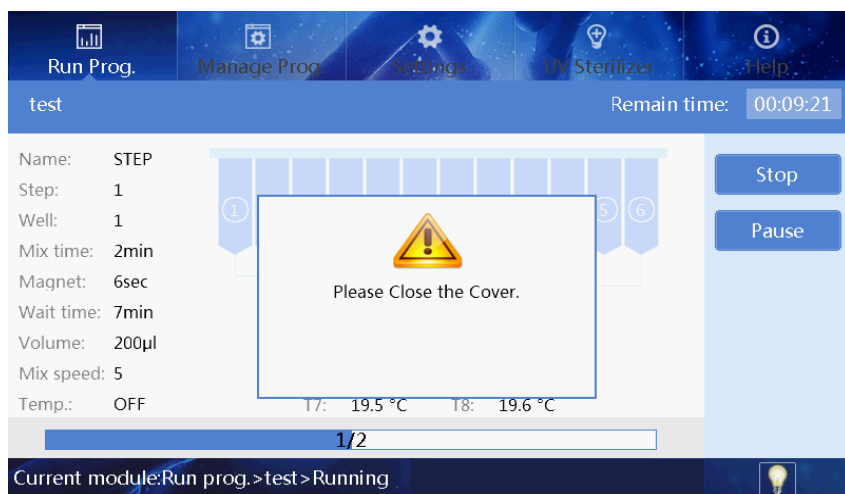 Run Prog.
Manage Prog.
Settings
UV Sterilizer
Help
test
Remain time: 00:09:21
Name: STEP
Step: 1
Well: 1
Mix time: 2min
Magnet: 6sec
Wait time: 7min
Volume: 200µl
Mix speed: 5
Temp.: OFF
1
5
6
Please Close the Cover.
T7: 19.5 °C T8: 19.6 °C
Stop
Pause
1/2
Current module:Run prog.>test>Running